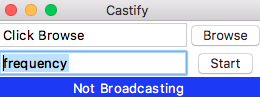 Castify
Click Browse Browse
frequency Start
Not Broadcasting